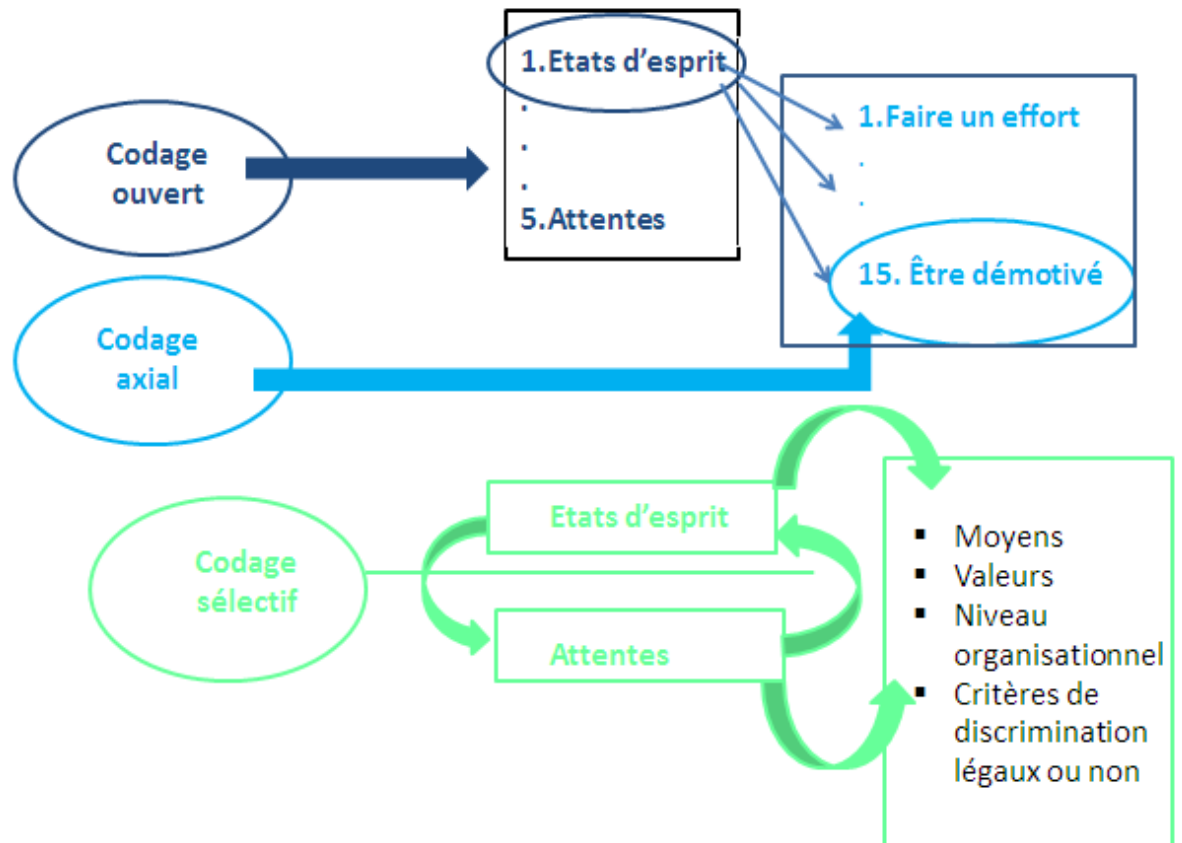 1.Etats d'esprit
.
.
.
5.Attentes
Codage
ouvert
1.Faire un effort
.
.
15. Être démotivé
Codage
axial
Codage
sélectif
Etats d'esprit
Attentes
▪ Moyens
▪ Valeurs
▪ Niveau
organisationnel
▪ Critères de
discrimination
légaux ou non